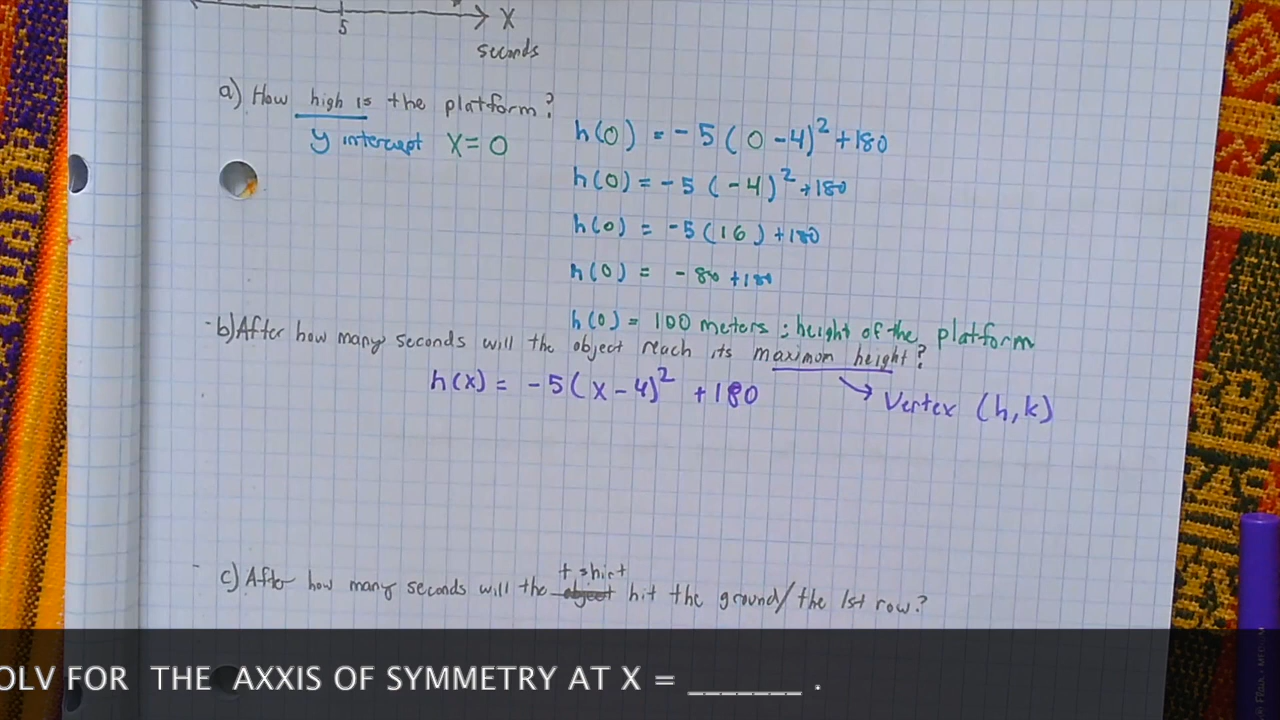 5
X
seconds
a) How high is the platform?
y intercept X = 0
h(0) = -5(0-4)² +180
h(0) = -5(-4)² +180
h(0) = -5(16) +180
h(0) = -80 +180
h(0) = 100 meters : height of the platform
b) After how many seconds will the object reach its maximum height?
h(x) = -5(x-4)² +180
→ Vertex (h,k)
t shirt
c) After how many seconds will the object hit the ground/the 1st row?
OLV FOR THE AXXIS OF SYMMETRY AT X = _______ .